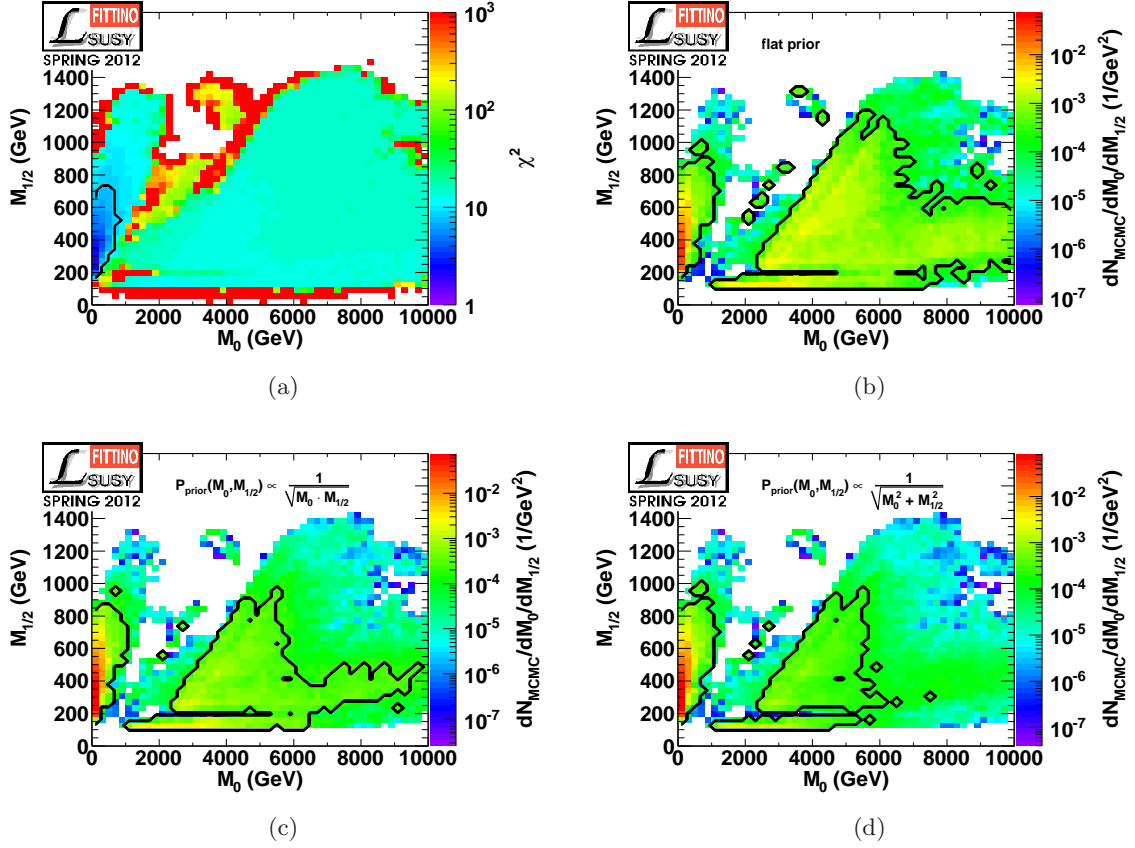 FITTINO
SUSY
SPRING 2012
M₁/₂ (GeV)
1400
1200
1000
800
600
400
200
0
0 2000 4000 6000 8000 10000
M₀ (GeV)
10³
10²
10
1
χ²
(a)
FITTINO
SUSY
SPRING 2012
flat prior
M₁/₂ (GeV)
1400
1200
1000
800
600
400
200
0
0 2000 4000 6000 8000 10000
M₀ (GeV)
10⁻²
10⁻³
10⁻⁴
10⁻⁵
10⁻⁶
10⁻⁷
dN_MCMC/dM₀/dM₁/₂ (1/GeV²)
(b)
FITTINO
SUSY
SPRING 2012
P_prior(M₀,M₁/₂) ∝ 1/√(M₀ · M₁/₂)
M₁/₂ (GeV)
1400
1200
1000
800
600
400
200
0
0 2000 4000 6000 8000 10000
M₀ (GeV)
10⁻²
10⁻³
10⁻⁴
10⁻⁵
10⁻⁶
10⁻⁷
dN_MCMC/dM₀/dM₁/₂ (1/GeV²)
(c)
FITTINO
SUSY
SPRING 2012
P_prior(M₀,M₁/₂) ∝ 1/√(M₀² + M₁/₂²)
M₁/₂ (GeV)
1400
1200
1000
800
600
400
200
0
0 2000 4000 6000 8000 10000
M₀ (GeV)
10⁻²
10⁻³
10⁻⁴
10⁻⁵
10⁻⁶
10⁻⁷
dN_MCMC/dM₀/dM₁/₂ (1/GeV²)
(d)